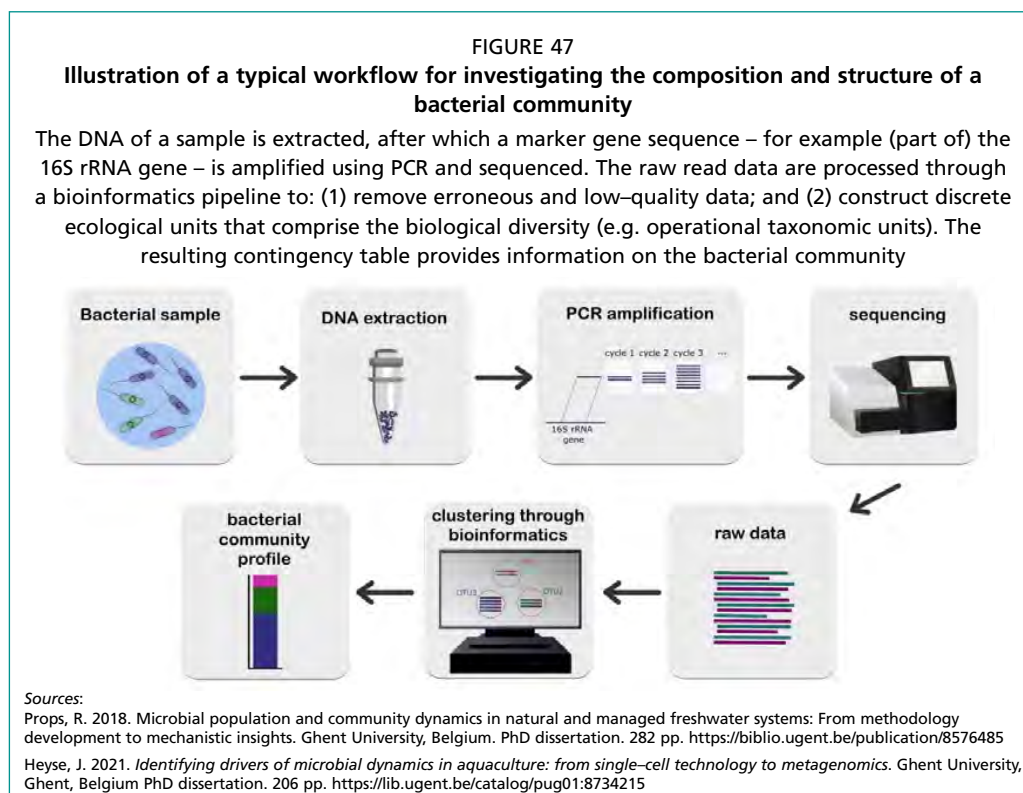 FIGURE 47
Illustration of a typical workflow for investigating the composition and structure of a
bacterial community
The DNA of a sample is extracted, after which a marker gene sequence – for example (part of) the
16S rRNA gene – is amplified using PCR and sequenced. The raw read data are processed through
a bioinformatics pipeline to: (1) remove erroneous and low–quality data; and (2) construct discrete
ecological units that comprise the biological diversity (e.g. operational taxonomic units). The
resulting contingency table provides information on the bacterial community
Bacterial sample
DNA extraction
PCR amplification
cycle 1 cycle 2 cycle 3 ...
16S rRNA
gene
sequencing
bacterial
community
profile
clustering through
bioinformatics
OTU3
OTU2
raw data
Sources:
Props, R. 2018. Microbial population and community dynamics in natural and managed freshwater systems: From methodology
development to mechanistic insights. Ghent University, Belgium. PhD dissertation. 282 pp. https://biblio.ugent.be/publication/8576485
Heyse, J. 2021. Identifying drivers of microbial dynamics in aquaculture: from single–cell technology to metagenomics. Ghent University,
Ghent, Belgium PhD dissertation. 206 pp. https://lib.ugent.be/catalog/pug01:8734215